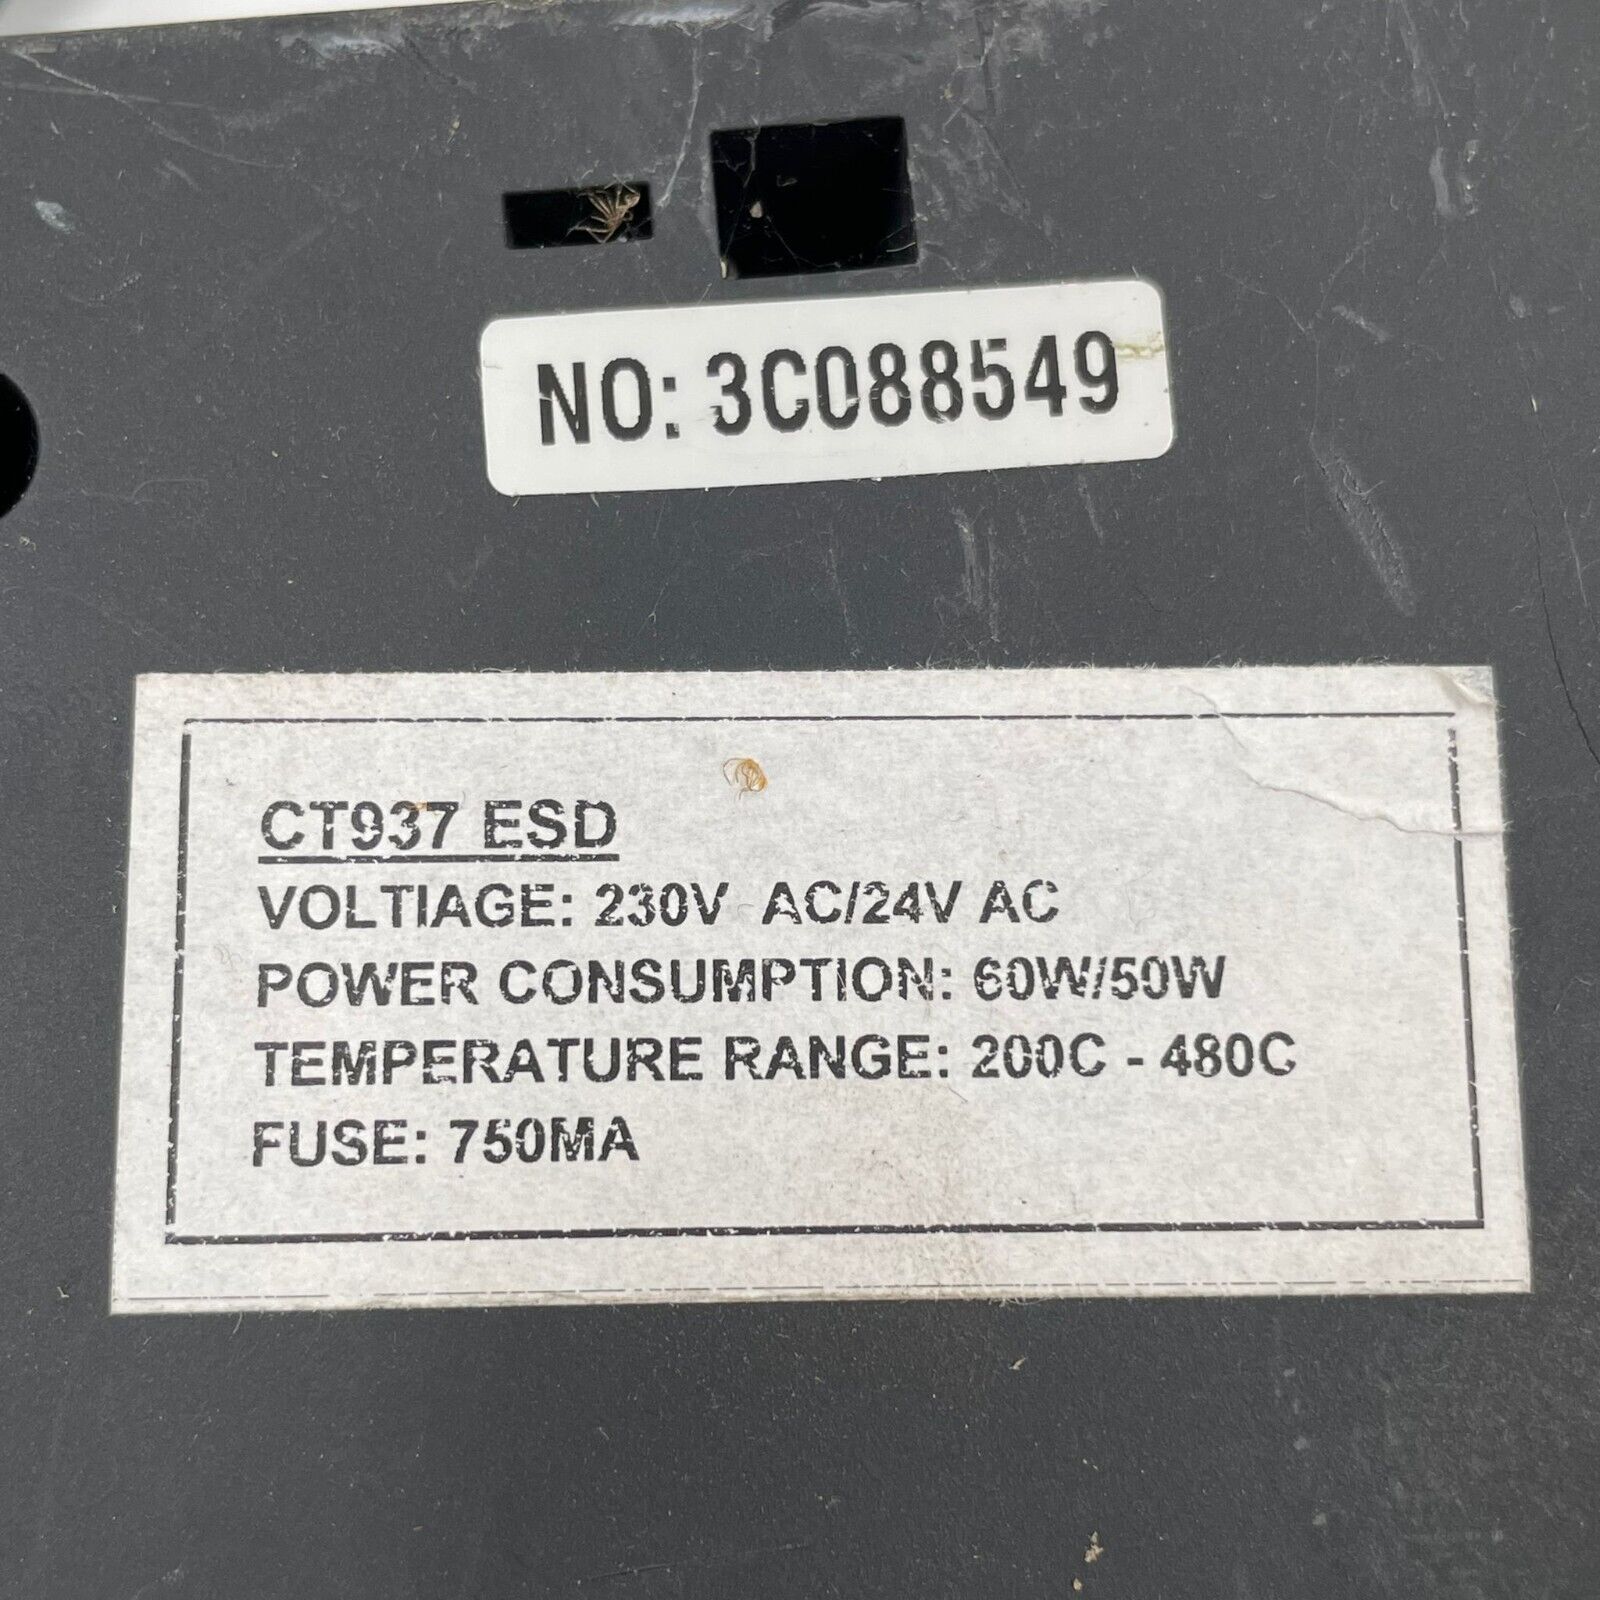 NO: 3C088549
CT937 ESD
VOLTIAGE: 230V AC/24V AC
POWER CONSUMPTION: 60W/50W
TEMPERATURE RANGE: 200C - 480C
FUSE: 750MA